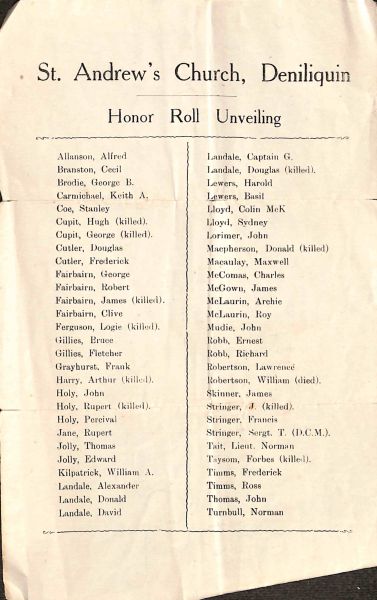 St. Andrew's Church, Deniliquin
Honor Roll Unveiling
Allanson, Alfred
Branston, Cecil
Brodie, George B.
Carmichael, Keith A.
Coe, Stanley
Cupit, Hugh (killed).
Cupit, George (killed).
Cutler, Douglas
Cutler, Frederick
Fairbairn, George
Fairbairn, Robert
Fairbairn, James (killed).
Fairbairn, Clive
Ferguson, Logie (killed).
Gillies, Bruce
Gillies, Fletcher
Grayhurst, Frank
Harry, Arthur (killed).
Holy, John
Holy, Rupert (killed).
Holy, Percival
Jane, Rupert
Jolly, Thomas
Jolly, Edward
Kilpatrick, William A.
Landale, Alexander
Landale, Donald
Landale, David
Landale, Captain G.
Landale, Douglas (killed).
Lewers, Harold
Lewers, Basil
Lloyd, Colin McK
Lloyd, Sydney
Lorimer, John
Macpherson, Donald (killed)
Macaulay, Maxwell
McComas, Charles
McGown, James
McLaurin, Archie
McLaurin, Roy
Mudie, John
Robb, Ernest
Robb, Richard
Robertson, Lawrence
Robertson, William (died).
Skinner, James
Stringer, J. (killed).
Stringer, Francis
Stringer, Sergt. T. (D.C.M.).
Tait, Lieut. Norman
Tayson, Forbes (killed).
Timms, Frederick
Timms, Ross
Thomas, John
Turnbull, Norman